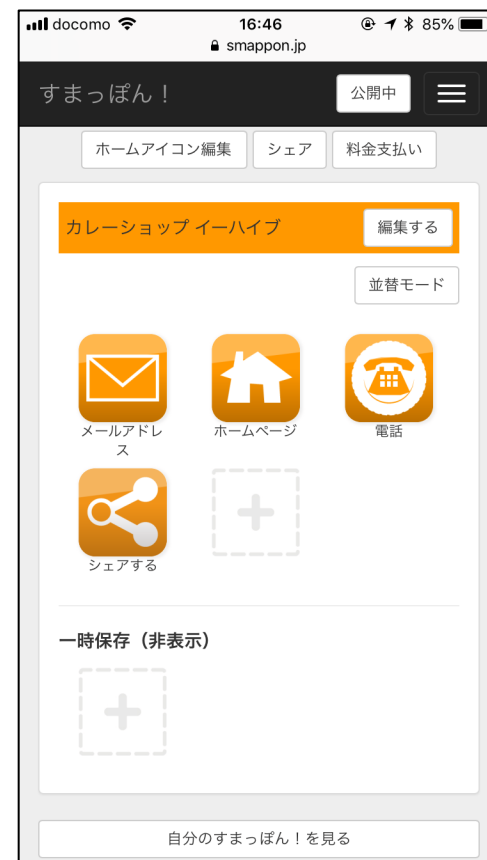 docomo 16:46 85%
smappon.jp
すまっぽん！ 公開中
ホームアイコン編集 シェア 料金支払い
カレーショップ イーハイブ 編集する
並替モード
メールアドレ
ス
ホームページ
電話
シェアする
一時保存（非表示）
自分のすまっぽん！を見る